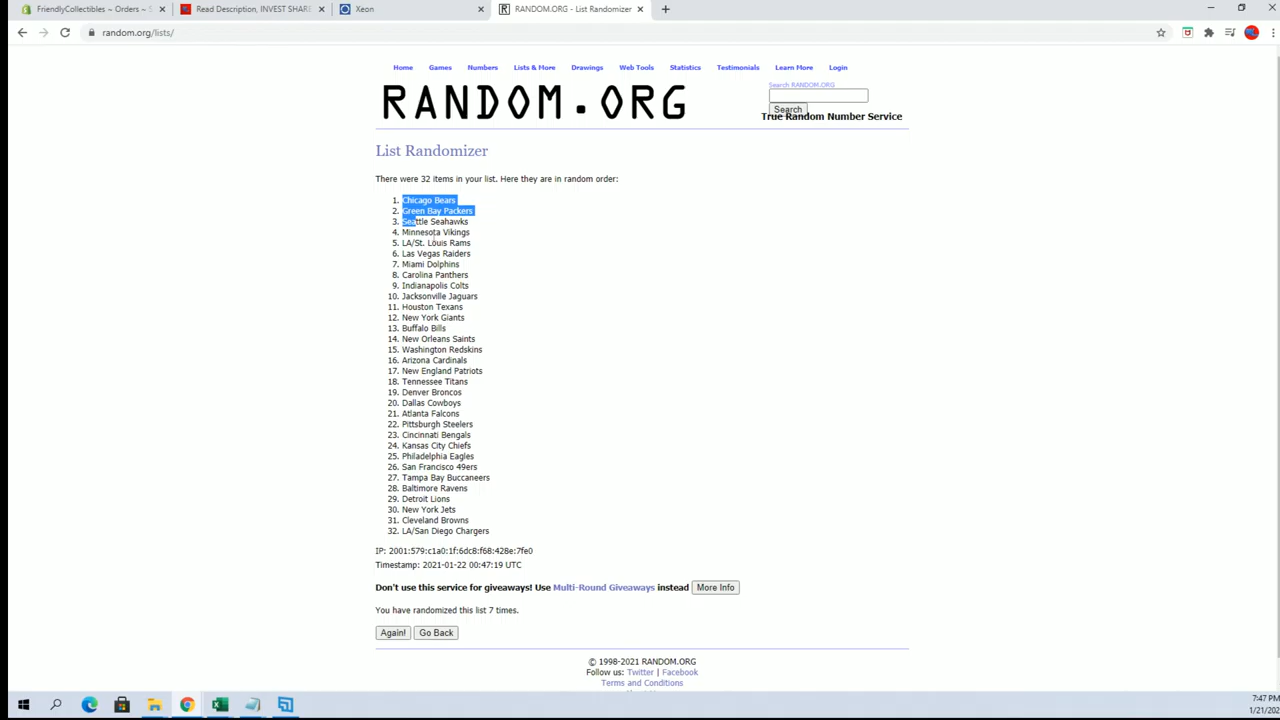 FriendlyCollectibles ~ Orders ~ S
Read Description, INVEST SHARE
Xeon
RANDOM.ORG - List Randomizer
random.org/lists/
Home Games Numbers Lists & More Drawings Web Tools Statistics Testimonials Learn More Login
RANDOM.ORG
Search RANDOM.ORG
Search
True Random Number Service
List Randomizer
There were 32 items in your list. Here they are in random order:
1. Chicago Bears
2. Green Bay Packers
3. Seattle Seahawks
4. Minnesota Vikings
5. LA/St. Louis Rams
6. Las Vegas Raiders
7. Miami Dolphins
8. Carolina Panthers
9. Indianapolis Colts
10. Jacksonville Jaguars
11. Houston Texans
12. New York Giants
13. Buffalo Bills
14. New Orleans Saints
15. Washington Redskins
16. Arizona Cardinals
17. New England Patriots
18. Tennessee Titans
19. Denver Broncos
20. Dallas Cowboys
21. Atlanta Falcons
22. Pittsburgh Steelers
23. Cincinnati Bengals
24. Kansas City Chiefs
25. Philadelphia Eagles
26. San Francisco 49ers
27. Tampa Bay Buccaneers
28. Baltimore Ravens
29. Detroit Lions
30. New York Jets
31. Cleveland Browns
32. LA/San Diego Chargers
IP: 2001:579:c1a0:1f:6dc8:f68:428e:7fe0
Timestamp: 2021-01-22 00:47:19 UTC
Don't use this service for giveaways! Use Multi-Round Giveaways instead More Info
You have randomized this list 7 times.
Again! Go Back
© 1998-2021 RANDOM.ORG
Follow us: Twitter | Facebook
Terms and Conditions
7:47 PM
1/21/202